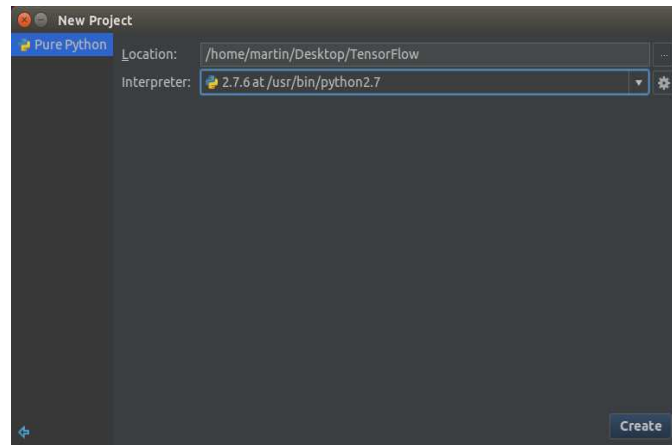 New Project
Pure Python
Location: /home/martin/Desktop/TensorFlow ...
Interpreter: 2.7.6 at /usr/bin/python2.7
Create